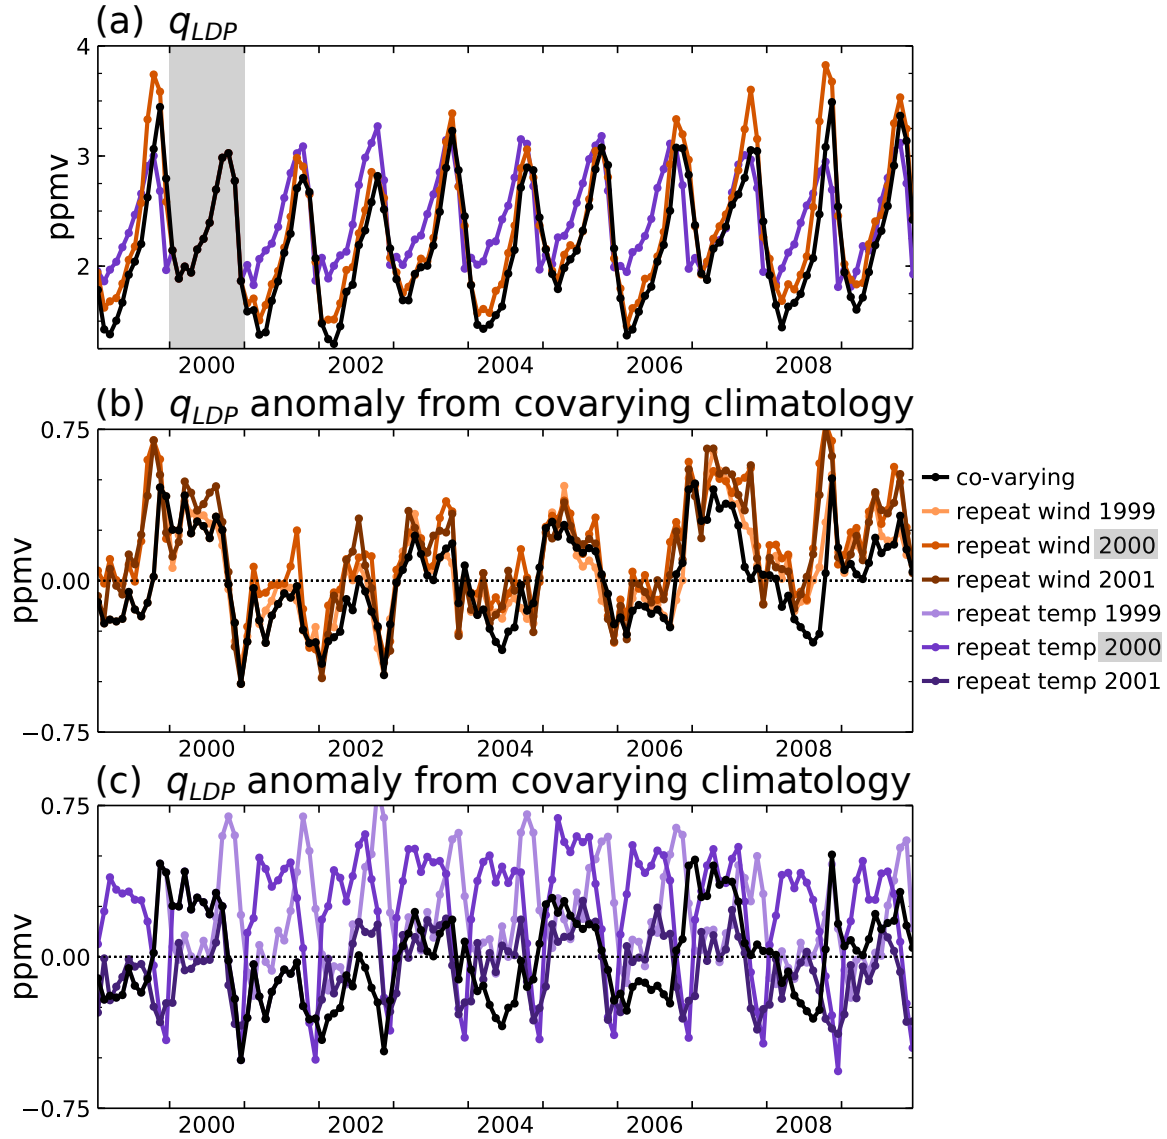 (a) q_LDP
4
3
2
ppmv
2000 2002 2004 2006 2008
(b) q_LDP anomaly from covarying climatology
0.75
0.00
−0.75
ppmv
2000 2002 2004 2006 2008
co-varying
repeat wind 1999
repeat wind 2000
repeat wind 2001
repeat temp 1999
repeat temp 2000
repeat temp 2001
(c) q_LDP anomaly from covarying climatology
0.75
0.00
−0.75
ppmv
2000 2002 2004 2006 2008